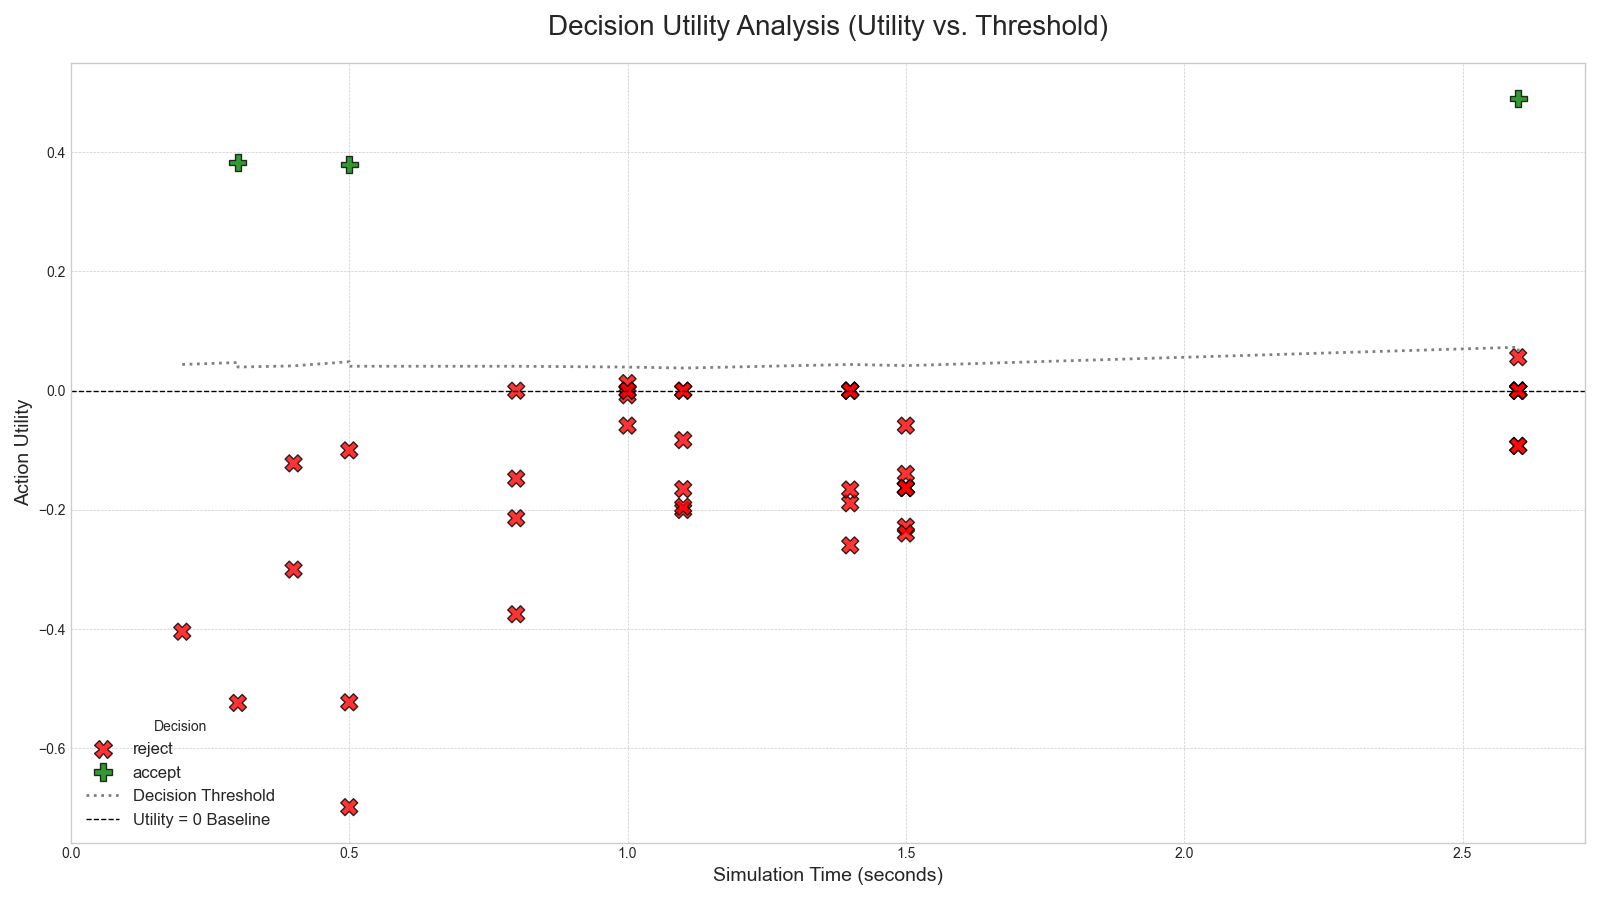 Decision Utility Analysis (Utility vs. Threshold)
Action Utility
0.4
0.2
0.0
−0.2
−0.4
−0.6
Decision
reject
accept
Decision Threshold
Utility = 0 Baseline
0.0 0.5 1.0 1.5 2.0 2.5
Simulation Time (seconds)